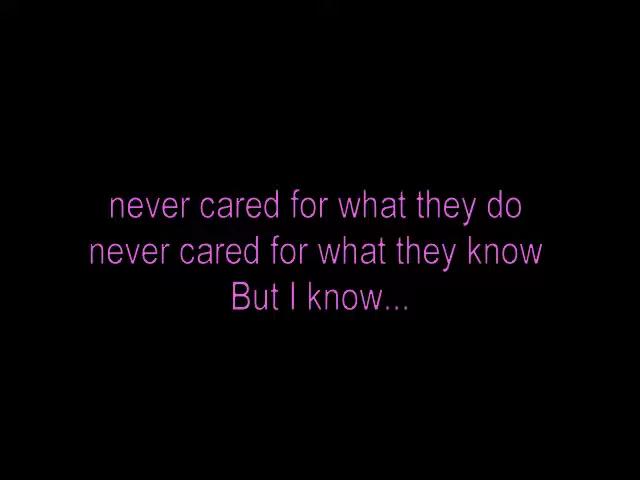 never cared for what they do
never cared for what they know
But I know...